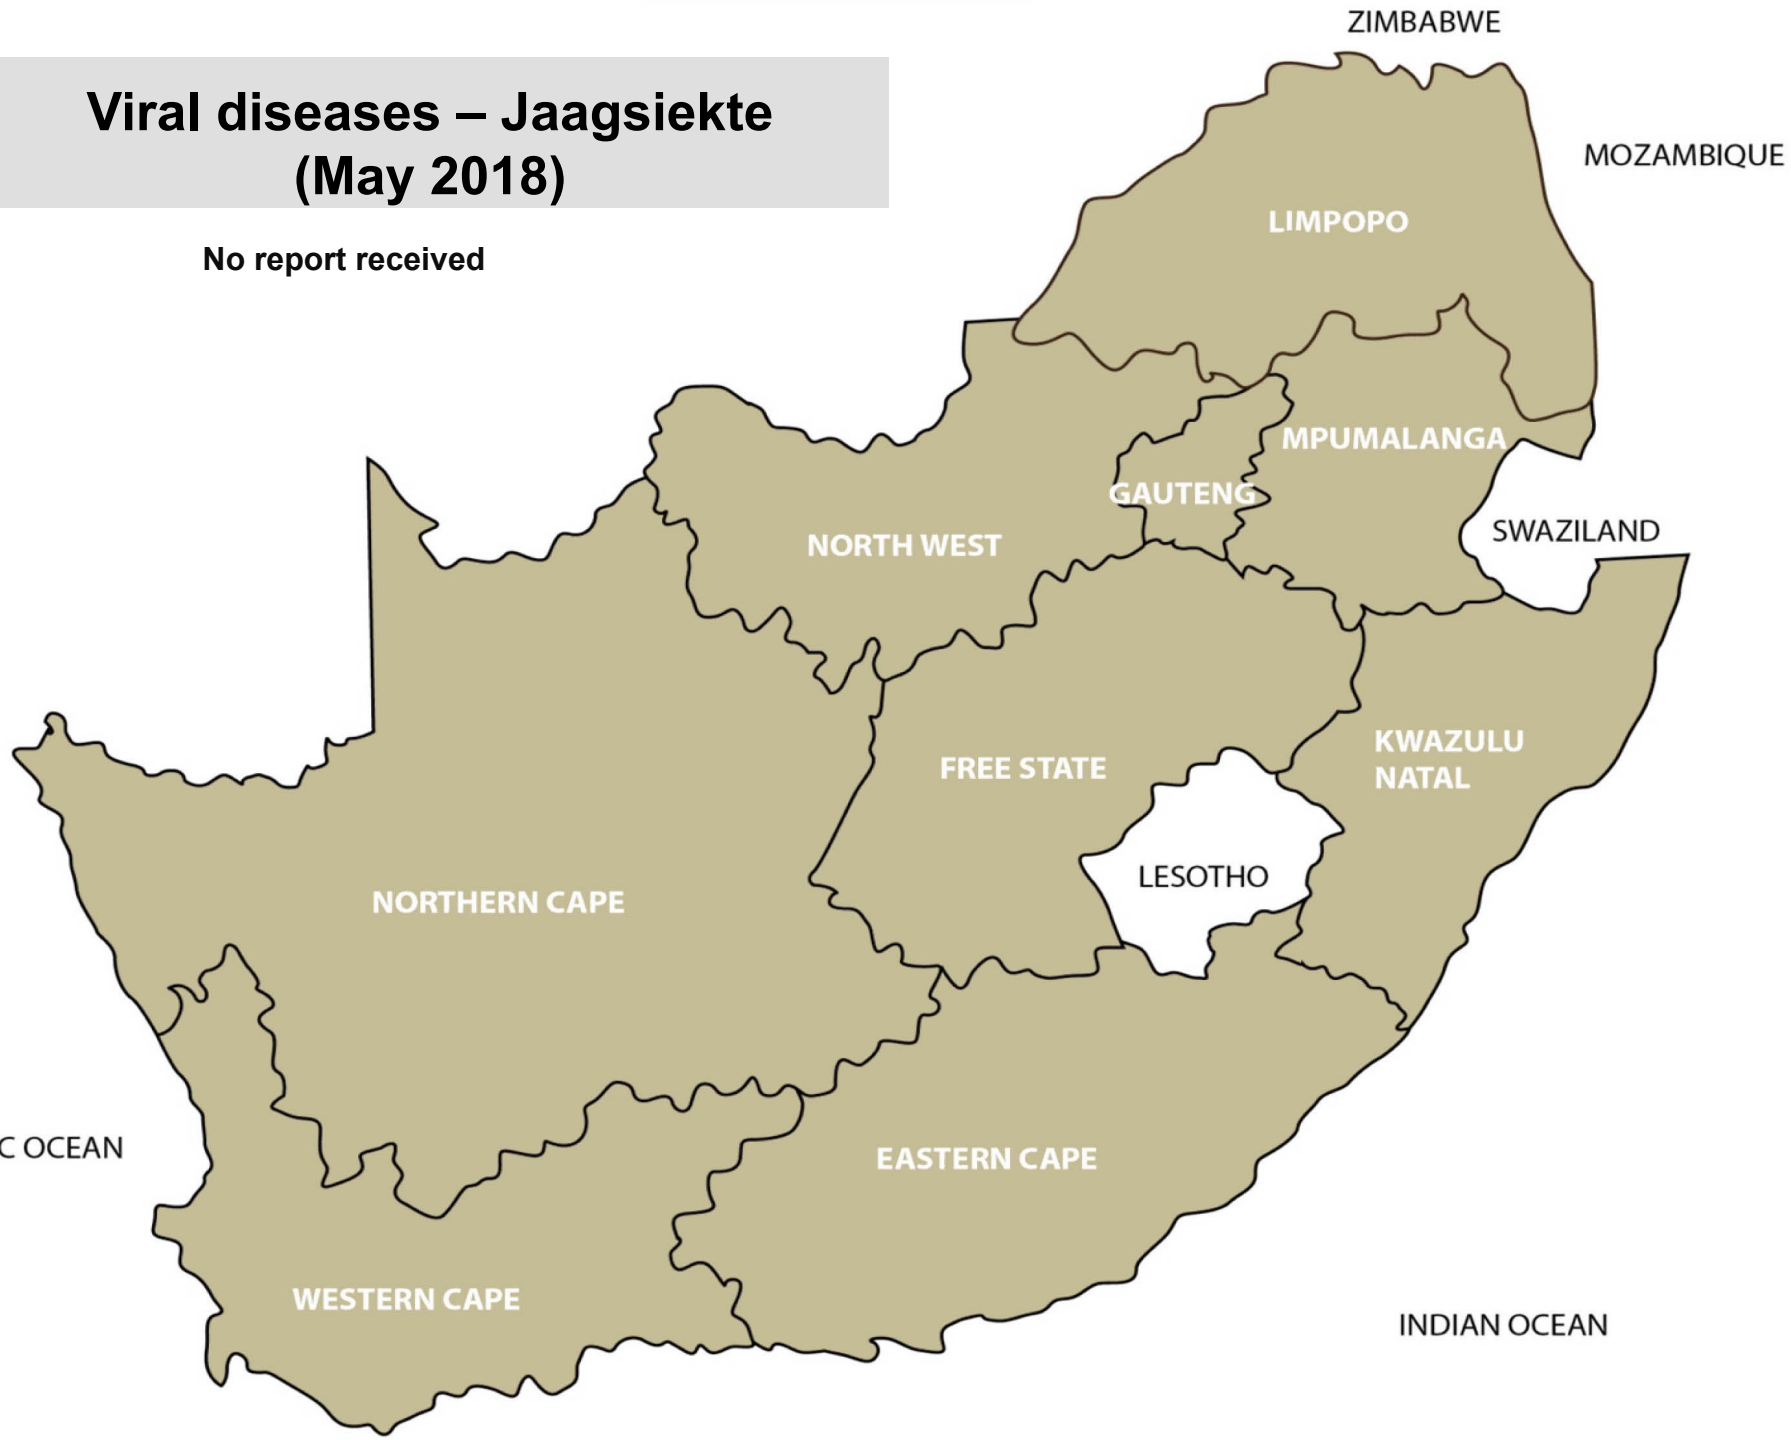 ZIMBABWE
Viral diseases – Jaagsiekte
(May 2018)
MOZAMBIQUE
LIMPOPO
No report received
MPUMALANGA
GAUTENG
SWAZILAND
NORTH WEST
KWAZULU
NATAL
FREE STATE
LESOTHO
NORTHERN CAPE
C OCEAN
EASTERN CAPE
WESTERN CAPE
INDIAN OCEAN